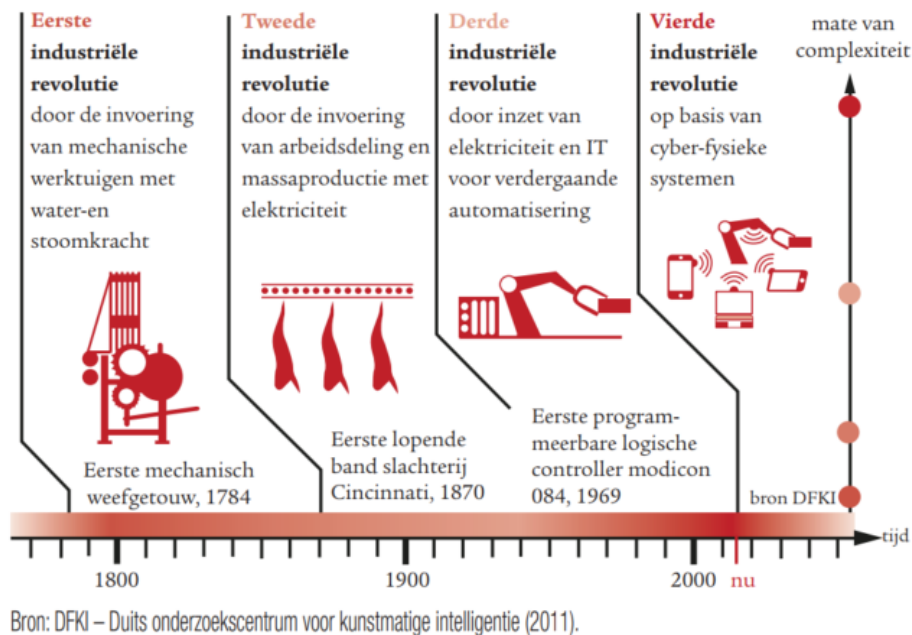 Eerste
industriële
revolutie
door de invoering
van mechanische
werktuigen met
water-en
stoomkracht
Tweede
industriële
revolutie
door de invoering
van arbeidsdeling en
massaproductie met
elektriciteit
Derde
industriële
revolutie
door inzet van
elektriciteit en IT
voor verdergaande
automatisering
Vierde
industriële
revolutie
op basis van
cyber-fysieke
systemen
mate van
complexiteit
Eerste mechanisch
weefgetouw, 1784
Eerste lopende
band slachterij
Cincinnati, 1870
Eerste program-
meerbare logische
controller modicon
084, 1969
bron DFKI
tijd
1800
1900
2000
nu
Bron: DFKI – Duits onderzoekscentrum voor kunstmatige intelligentie (2011).